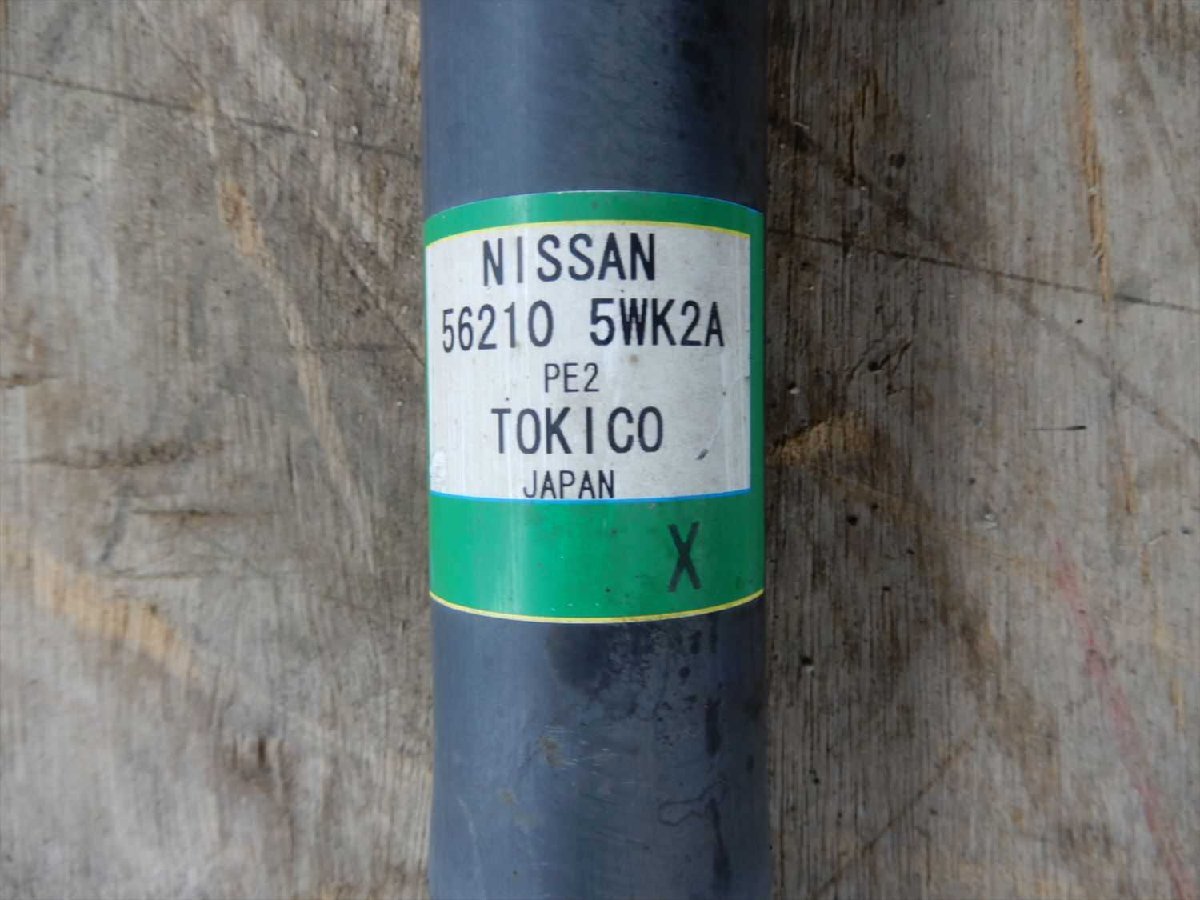 NISSAN
56210 5WK2A
PE2
TOKICO
JAPAN
X